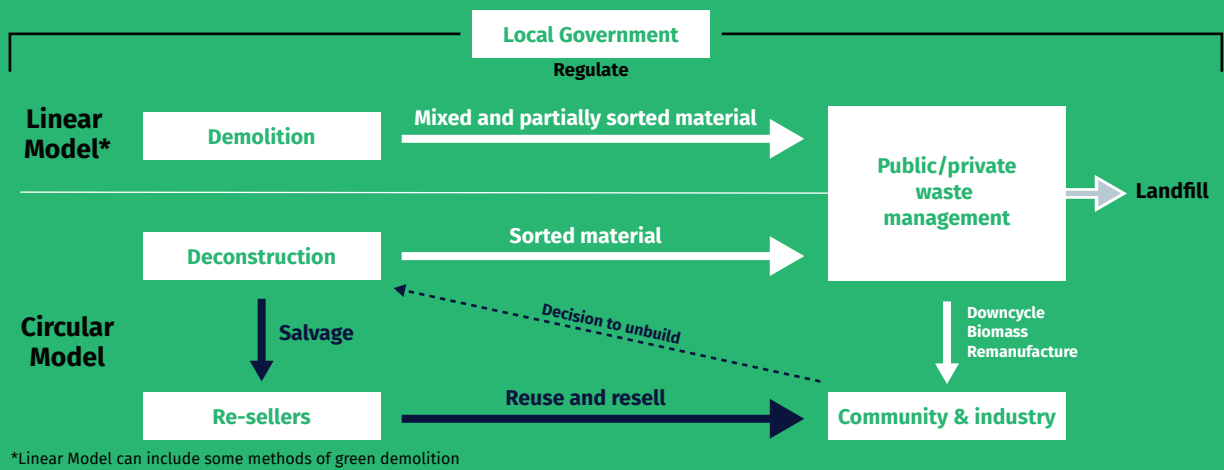 Local Government
Regulate
Linear
Model*
Demolition
Mixed and partially sorted material
Public/private
waste
management
Landfill
Deconstruction
Sorted material
Circular
Model
Salvage
Decision to unbuild
Downcycle
Biomass
Remanufacture
Re-sellers
Reuse and resell
Community & industry
*Linear Model can include some methods of green demolition